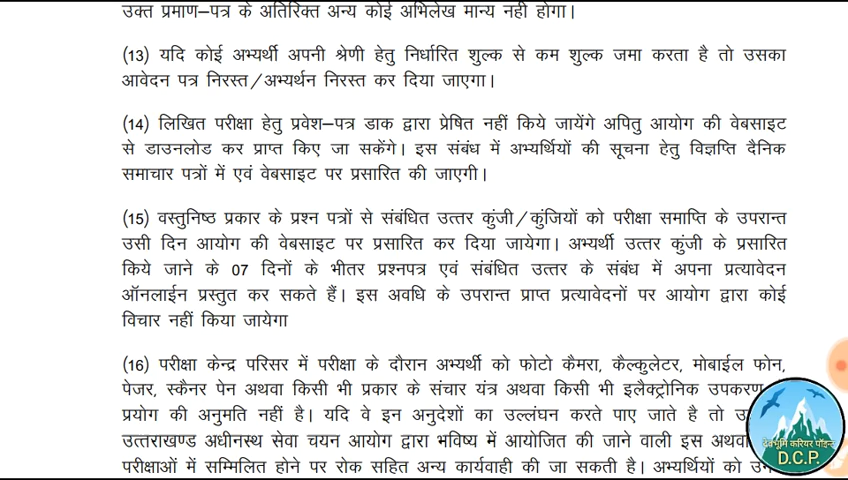 उक्त प्रमाण–पत्र के अतिरिक्त अन्य कोई अभिलेख मान्य नही होगा।
(13) यदि कोई अभ्यर्थी अपनी श्रेणी हेतु निर्धारित शुल्क से कम शुल्क जमा करता है तो उसका
आवेदन पत्र निरस्त/अभ्यर्थन निरस्त कर दिया जाएगा।
(14) लिखित परीक्षा हेतु प्रवेश–पत्र डाक द्वारा प्रेषित नहीं किये जायेंगे अपितु आयोग की वेबसाइट
से डाउनलोड कर प्राप्त किए जा सकेंगे। इस संबंध में अभ्यर्थियों की सूचना हेतु विज्ञप्ति दैनिक
समाचार पत्रों में एवं वेबसाइट पर प्रसारित की जाएगी।
(15) वस्तुनिष्ठ प्रकार के प्रश्न पत्रों से संबंधित उत्तर कुंजी/कुंजियों को परीक्षा समाप्ति के उपरान्त
उसी दिन आयोग की वेबसाइट पर प्रसारित कर दिया जायेगा। अभ्यर्थी उत्तर कुंजी के प्रसारित
किये जाने के 07 दिनों के भीतर प्रश्नपत्र एवं संबंधित उत्तर के संबंध में अपना प्रत्यावेदन
ऑनलाईन प्रस्तुत कर सकते हैं। इस अवधि के उपरान्त प्राप्त प्रत्यावेदनों पर आयोग द्वारा कोई
विचार नहीं किया जायेगा
(16) परीक्षा केन्द्र परिसर में परीक्षा के दौरान अभ्यर्थी को फोटो कैमरा, कैल्कुलेटर, मोबाईल फोन,
पेजर, स्कैनर पेन अथवा किसी भी प्रकार के संचार यंत्र अथवा किसी भी इलैक्ट्रोनिक उपकरण
प्रयोग की अनुमति नहीं है। यदि वे इन अनुदेशों का उल्लंघन करते पाए जाते है तो
उत्तराखण्ड अधीनस्थ सेवा चयन आयोग द्वारा भविष्य में आयोजित की जाने वाली इस अथवा
परीक्षाओं में सम्मिलित होने पर रोक सहित अन्य कार्यवाही की जा सकती है। अभ्यर्थियों को
देवभूमि करियर पॉइन्ट
D.C.P.